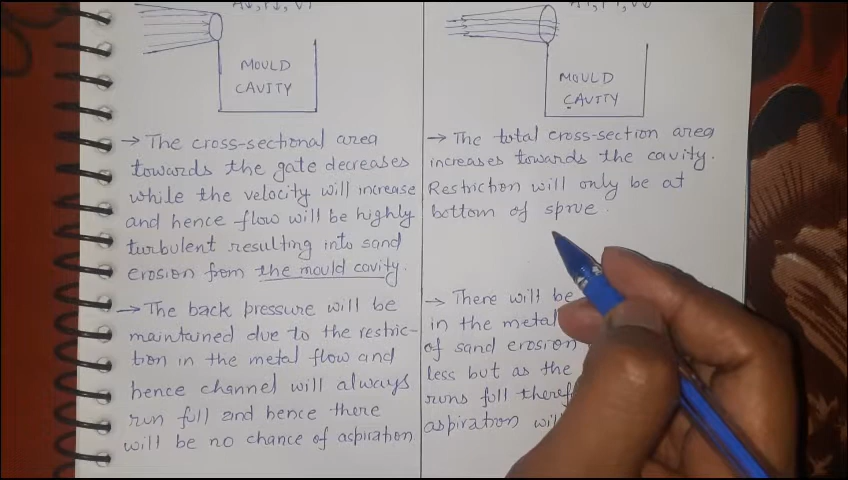 A↓, P↓, V↑
MOULD
CAVITY
→ The cross-sectional area
towards the gate decreases
while the velocity will increase
and hence flow will be highly
turbulent resulting into sand
erosion from the mould cavity.
→ The back pressure will be
maintained due to the restric-
tion in the metal flow and
hence channel will always
run full and hence there
will be no chance of aspiration
A↑, P↑, V↓
MOULD
CAVITY
→ The total cross-section area
increases towards the cavity.
Restriction will only be at
bottom of sprue.
→ There will be
in the metal
of sand erosion
less but as the
runs full
aspiration